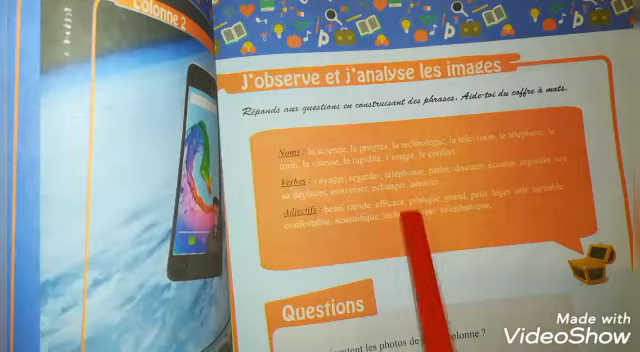 Colonne 2
J'observe et j'analyse les images
Réponds aux questions en construisant des phrases. Aide-toi du coffre à mots.
Noms : la science, le progrès, la technologie, la télévision, le téléphone, le
train, la vitesse, la rapidité, l'image, le confort
Verbes : voyager, regarder, téléphoner, parler, discuter, écouter, regarder, lire
se déplacer, converser, échanger,
Adjectifs : beau, rapide, efficace, pratique, grand, petit, léger, utile, agréable
confortable, scientifique, téléphonique.
Questions
les photos de la colonne ?
Made with
VideoShow